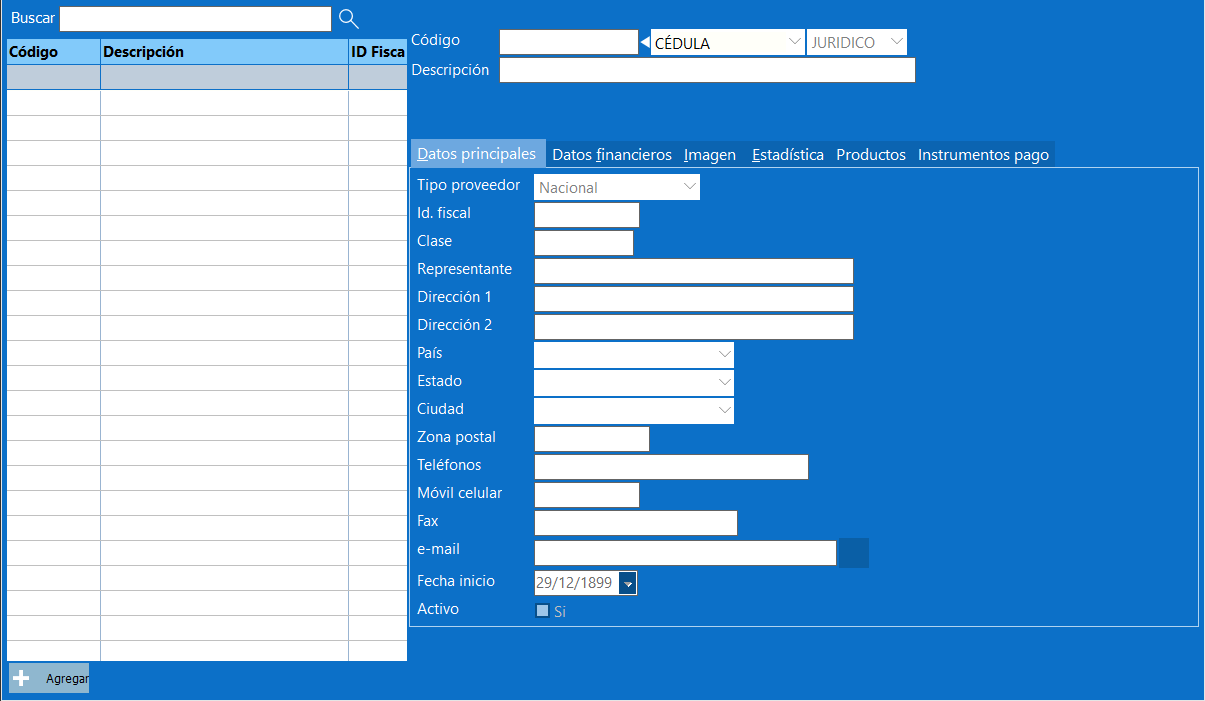 Buscar
Código Descripción ID Fisca
Agregar
Código CÉDULA JURIDICO
Descripción
Datos principales Datos financieros Imagen Estadística Productos Instrumentos pago
Tipo proveedor Nacional
Id. fiscal
Clase
Representante
Dirección 1
Dirección 2
País
Estado
Ciudad
Zona postal
Teléfonos
Móvil celular
Fax
e-mail
Fecha inicio 29/12/1899
Activo Si